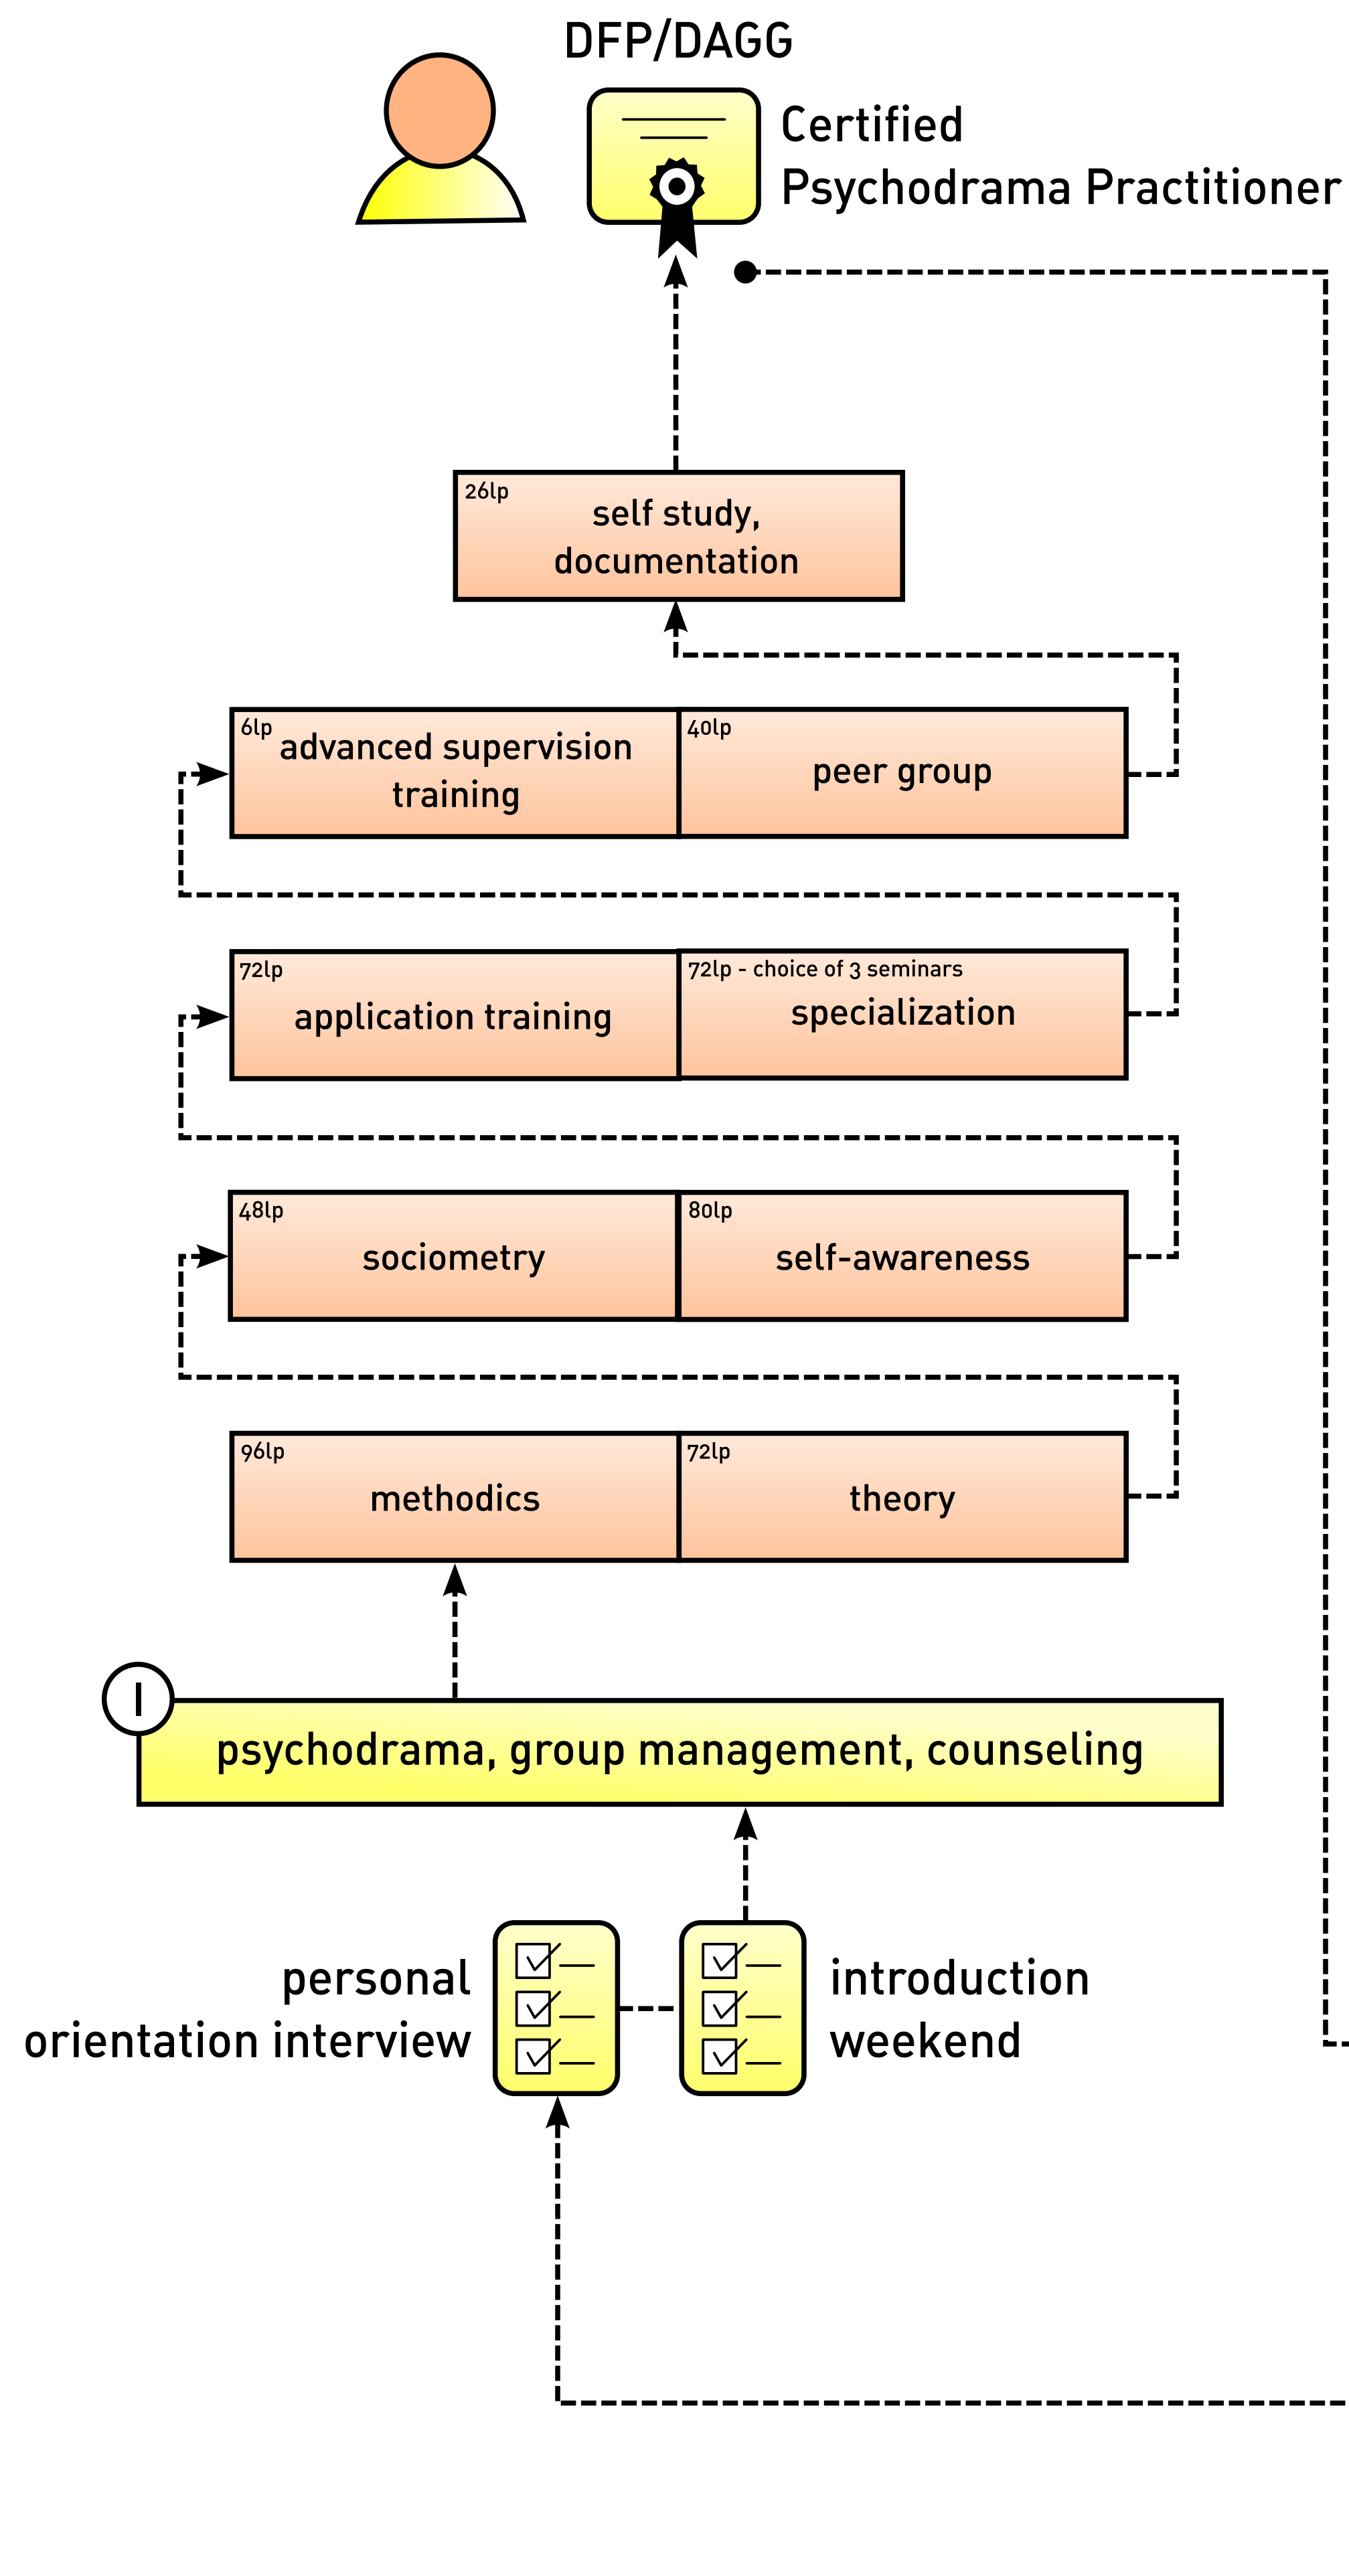 DFP/DAGG
Certified
Psychodrama Practitioner
26lp
self study,
documentation
6lp
advanced supervision
training
40lp
peer group
72lp
application training
72lp - choice of 3 seminars
specialization
48lp
sociometry
80lp
self-awareness
96lp
methodics
72lp
theory
I
psychodrama, group management, counseling
personal
orientation interview
introduction
weekend